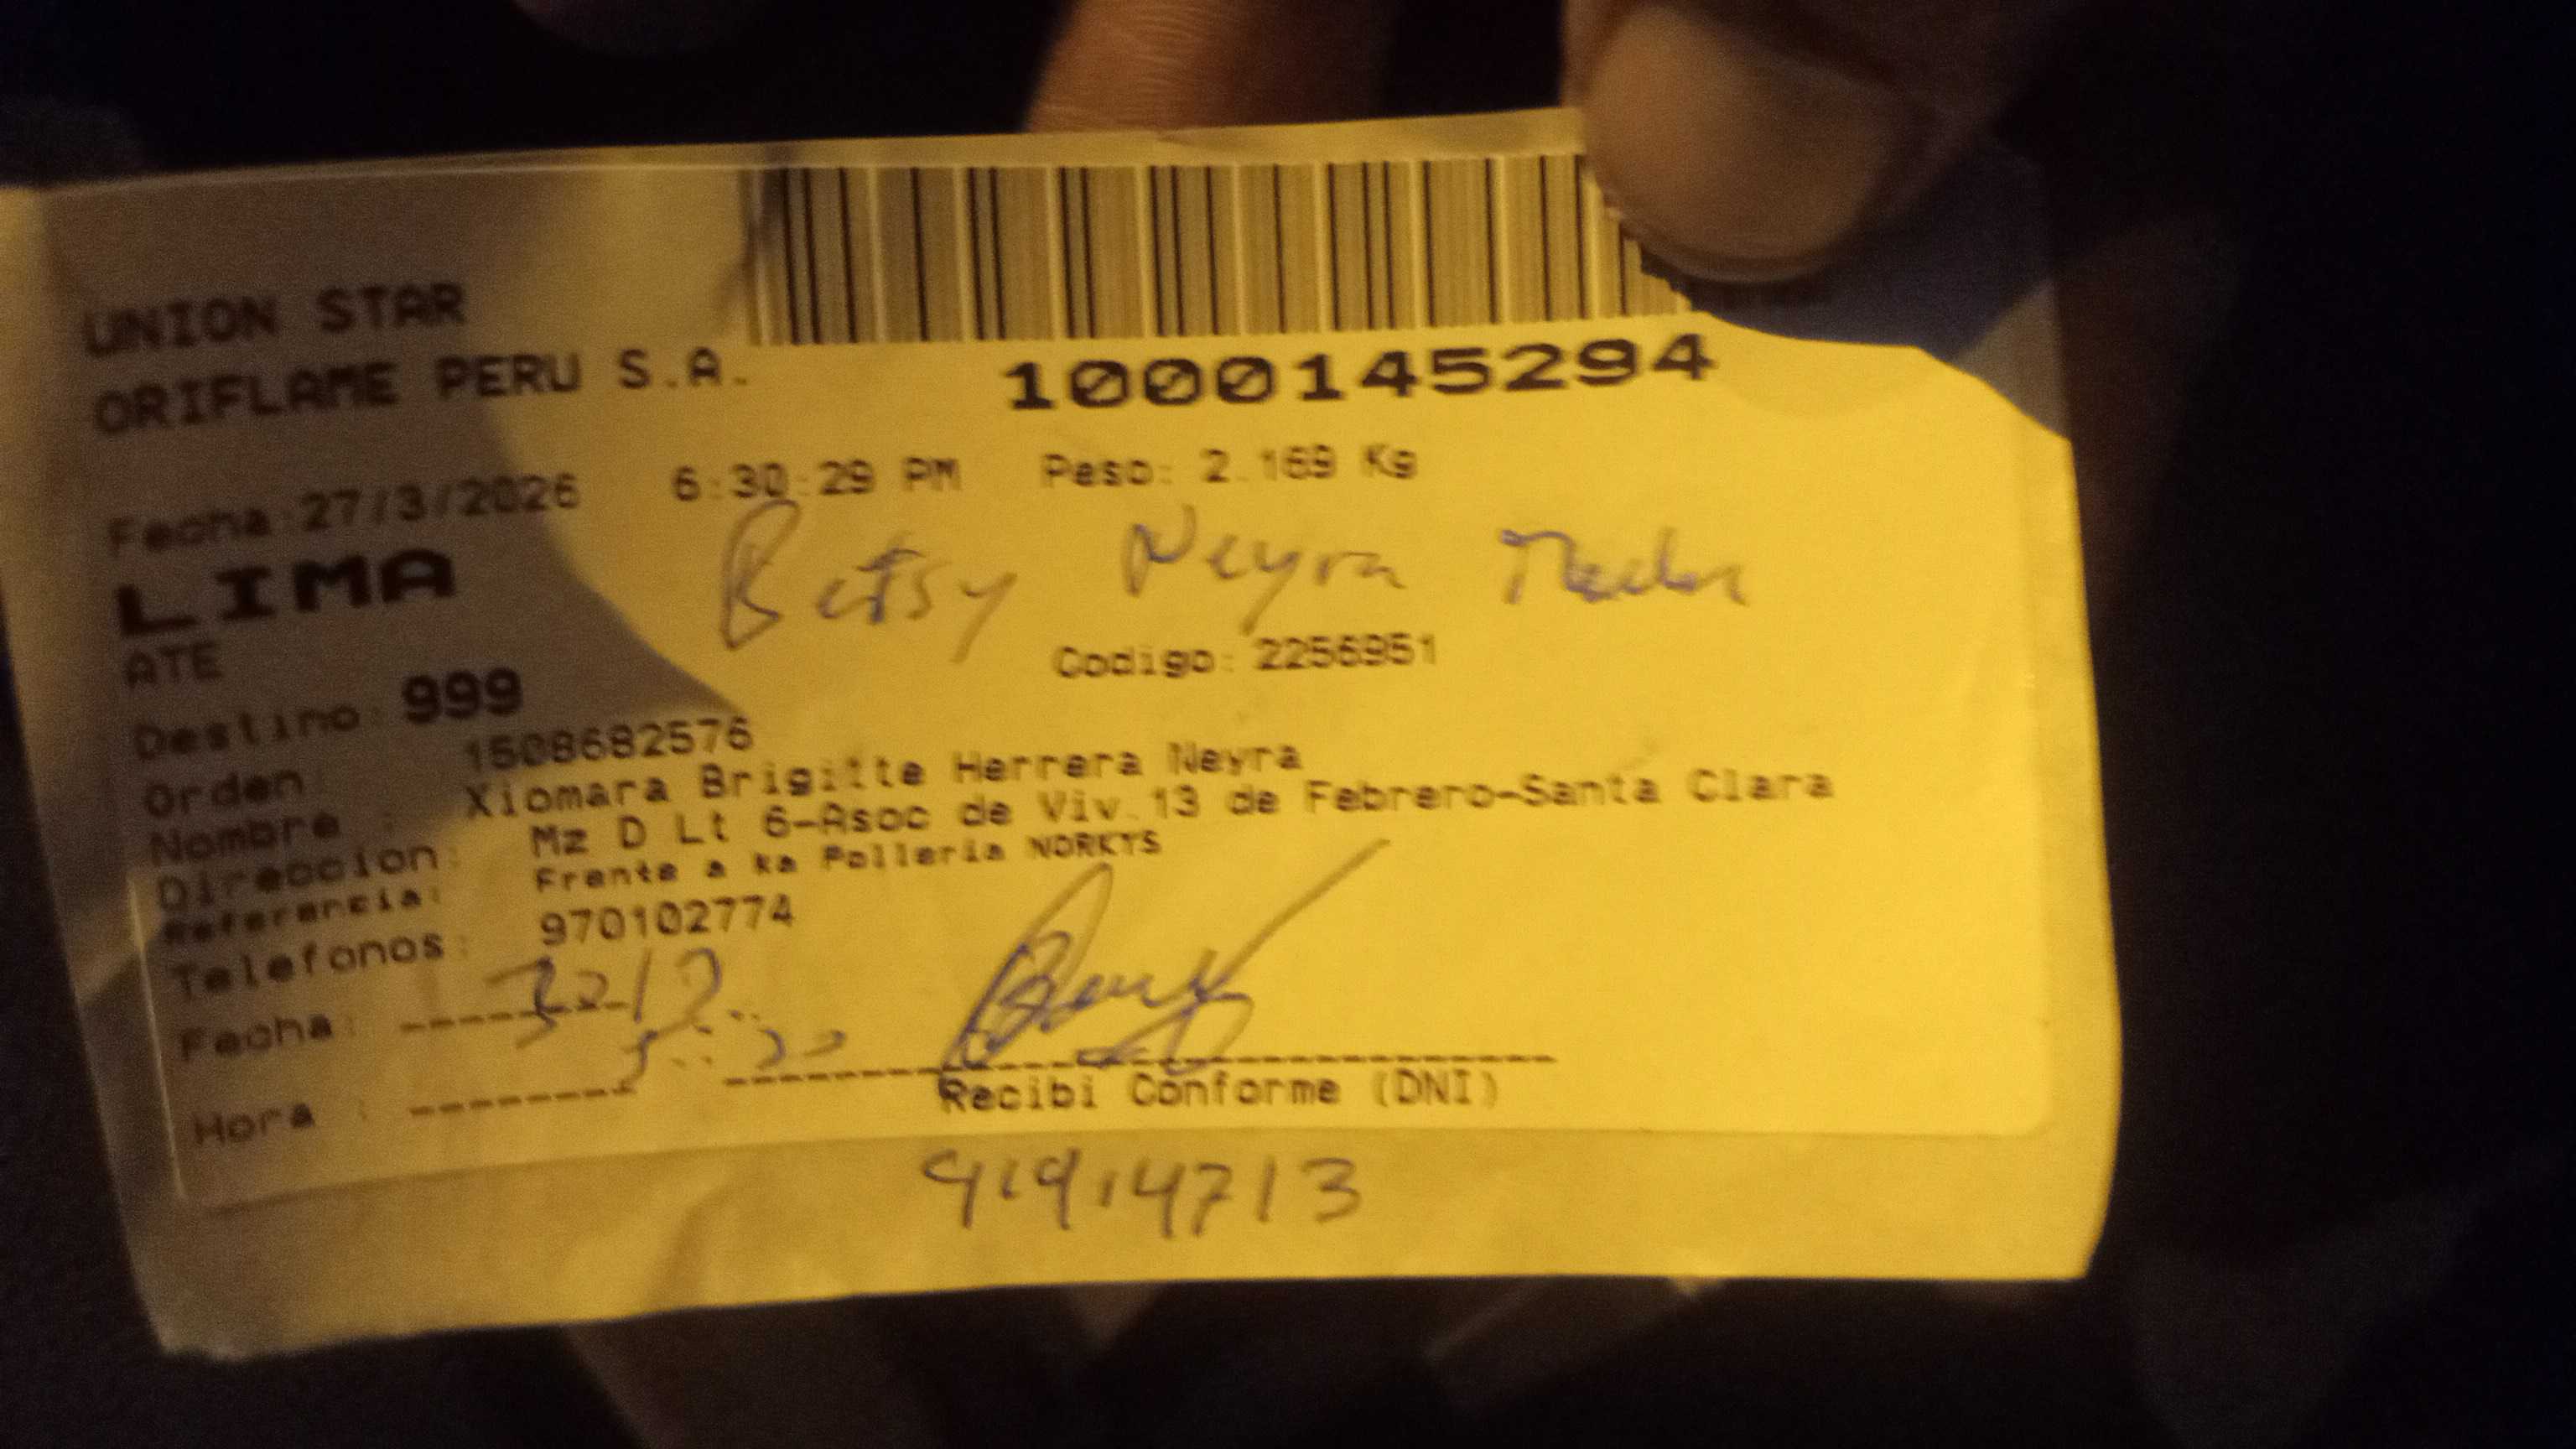 UNION STAR
ORIFLAME PERU S.A.
1000145294
Fecha:27/3/2026 6:30:29 PM Peso: 2.169 Kg
LIMA
Betsy Neyra
ATE
Codigo: 2256951
Destino: 999
Orden: 1508682576
Nombre : Xiomara Brigitte Herrera Neyra
Direccion: Mz D Lt 6-Asoc de Viv.13 de Febrero-Santa Clara
Referencia: Frente a ka Polleria NORKYS
Telefonos: 970102774
Fecha:
Hora :
Recibi Conforme (DNI)